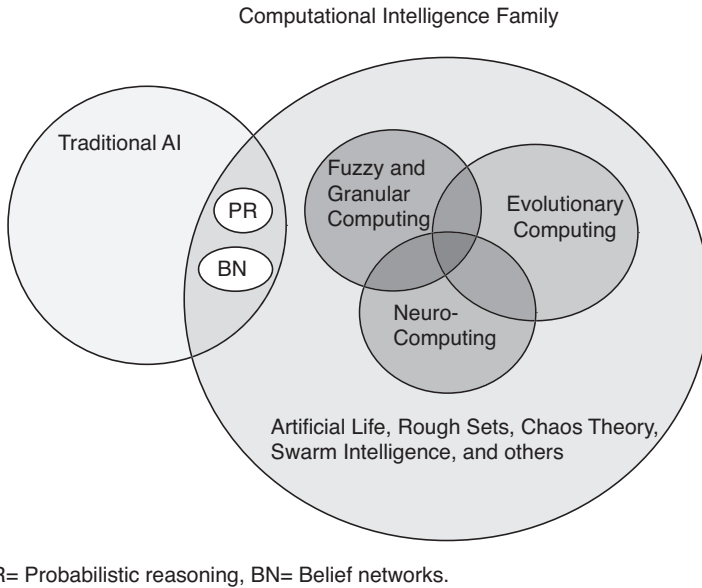 Computational Intelligence Family
Traditional AI
PR
BN
Fuzzy and
Granular
Computing
Evolutionary
Computing
Neuro-
Computing
Artificial Life, Rough Sets, Chaos Theory,
Swarm Intelligence, and others
R= Probabilistic reasoning, BN= Belief networks.